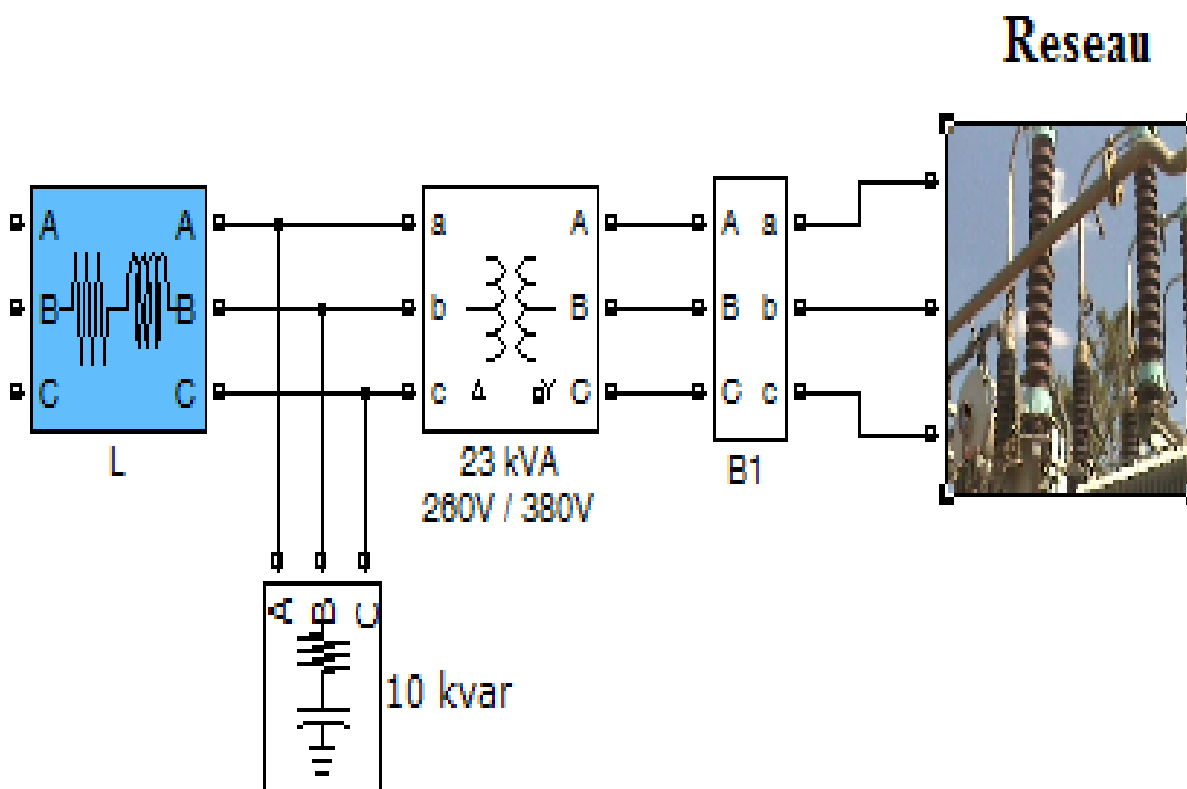 Reseau
A A
B B
C C
L
a A
b B
c C
Δ Y
23 kVA
260V / 380V
A a
B b
C c
B1
A B C
10 kvar